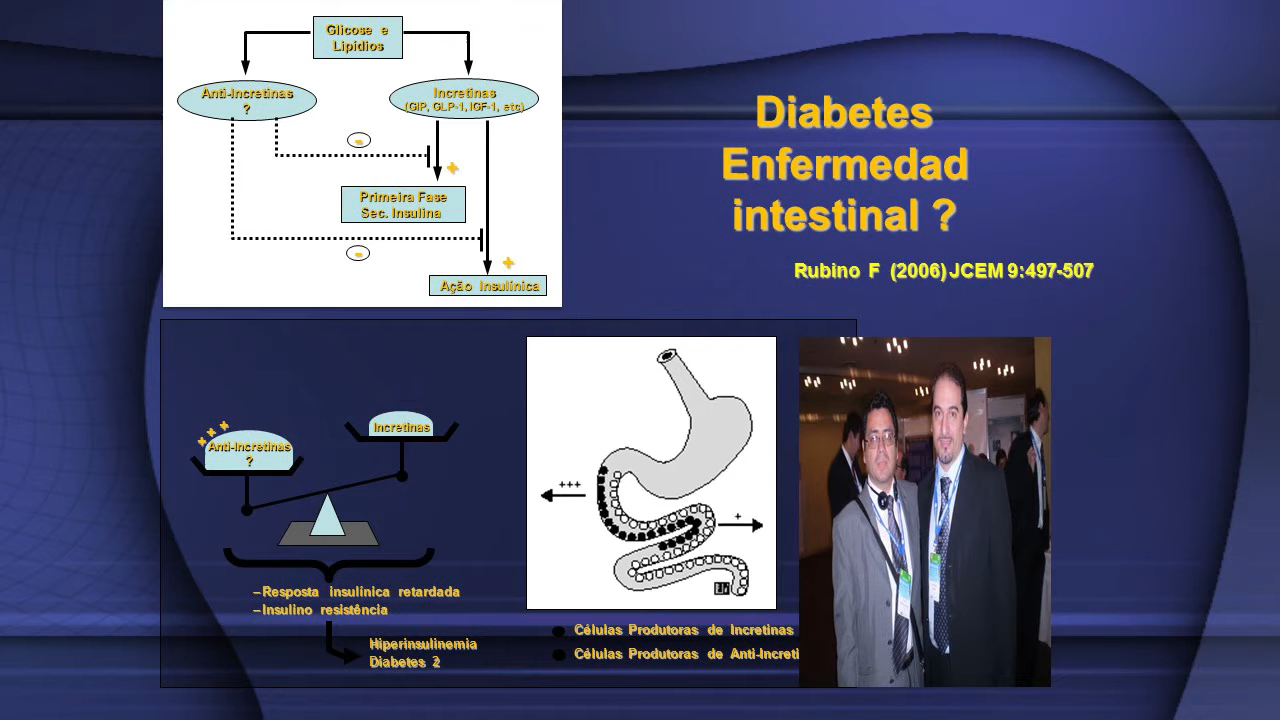 Glicose e
Lipídios
Anti-Incretinas
?
Incretinas
(GIP, GLP-1, IGF-1, etc)
-
+
Primeira Fase
Sec. Insulina
-
+
Ação Insulínica
Diabetes
Enfermedad
intestinal ?
Rubino F (2006) JCEM 9:497-507
+ + +
Anti-Incretinas
?
Incretinas
–Resposta insulínica retardada
–Insulino resistência
Hiperinsulinemia
Diabetes 2
+++
+
Células Produtoras de Incretinas
Células Produtoras de Anti-Increti